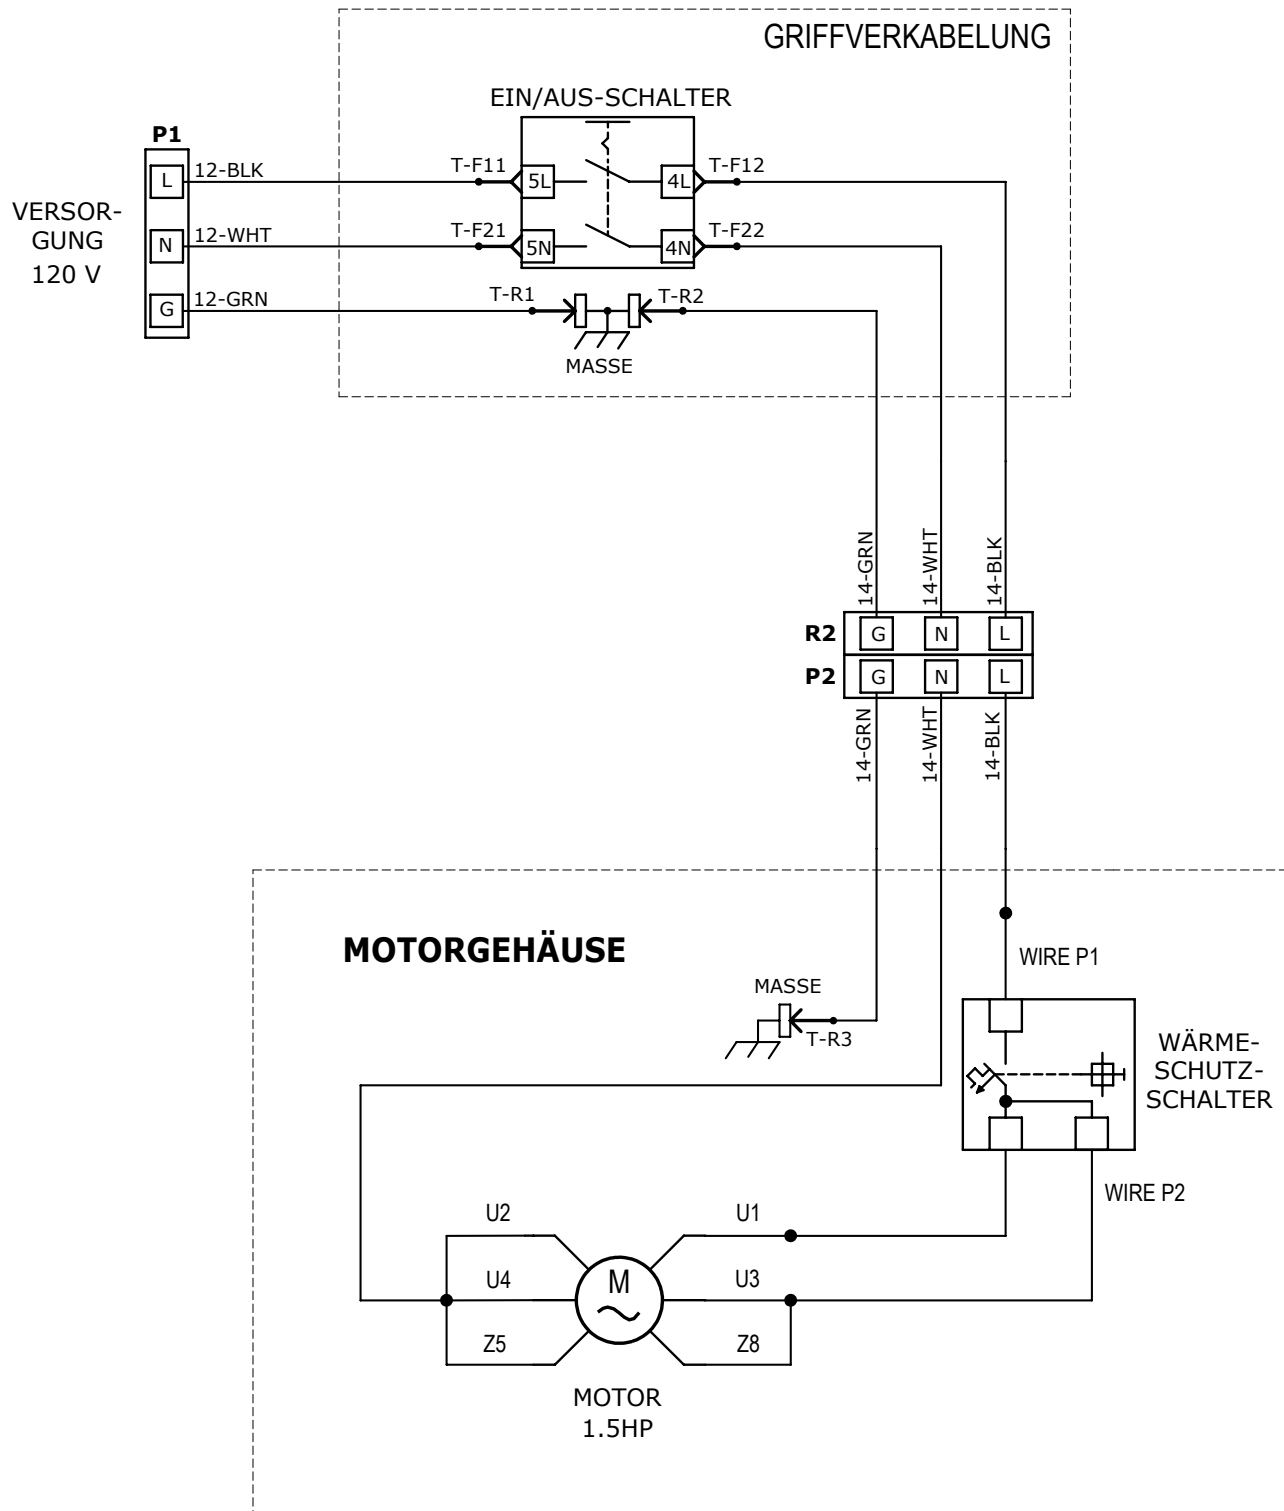 GRIFFVERKABELUNG
EIN/AUS-SCHALTER
P1
VERSOR-
GUNG
120 V
L
12-BLK
T-F11
5L
4L
T-F12
N
12-WHT
T-F21
5N
4N
T-F22
G
12-GRN
T-R1
T-R2
MASSE
14-GRN
14-WHT
14-BLK
R2
G
N
L
P2
G
N
L
14-GRN
14-WHT
14-BLK
MOTORGEHÄUSE
WIRE P1
MASSE
T-R3
WÄRME-
SCHUTZ-
SCHALTER
WIRE P2
U2
U1
U4
M
U3
Z5
Z8
MOTOR
1.5HP